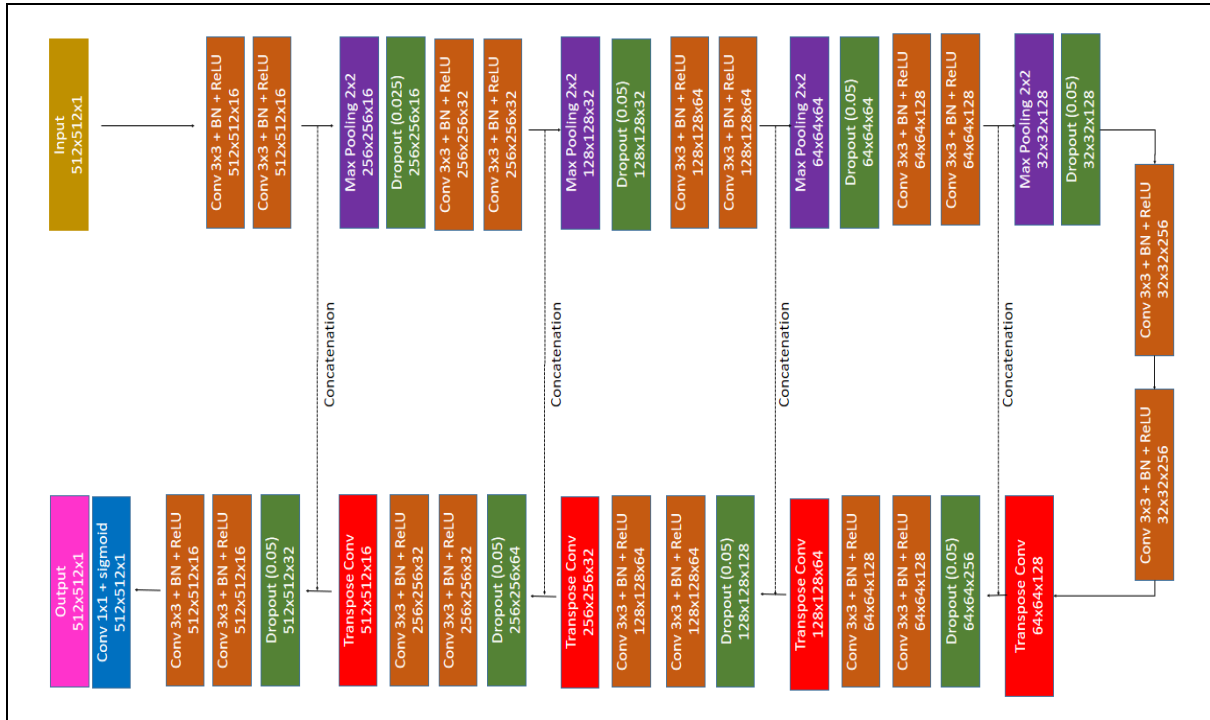 Input
512x512x1
Conv 3x3 + BN + ReLU
512x512x16
Conv 3x3 + BN + ReLU
512x512x16
Max Pooling 2x2
256x256x16
Dropout (0.025)
256x256x16
Conv 3x3 + BN + ReLU
256x256x32
Conv 3x3 + BN + ReLU
256x256x32
Max Pooling 2x2
128x128x32
Dropout (0.05)
128x128x32
Conv 3x3 + BN + ReLU
128x128x64
Conv 3x3 + BN + ReLU
128x128x64
Max Pooling 2x2
64x64x64
Dropout (0.05)
64x64x64
Conv 3x3 + BN + ReLU
64x64x128
Conv 3x3 + BN + ReLU
64x64x128
Max Pooling 2x2
32x32x128
Dropout (0.05)
32x32x128
Conv 3x3 + BN + ReLU
32x32x256
Conv 3x3 + BN + ReLU
32x32x256
Concatenation
Concatenation
Concatenation
Concatenation
Output
512x512x1
Conv 1x1 + sigmoid
512x512x1
Conv 3x3 + BN + ReLU
512x512x16
Conv 3x3 + BN + ReLU
512x512x16
Dropout (0.05)
512x512x32
Transpose Conv
512x512x16
Conv 3x3 + BN + ReLU
256x256x32
Conv 3x3 + BN + ReLU
256x256x32
Dropout (0.05)
256x256x64
Transpose Conv
256x256x32
Conv 3x3 + BN + ReLU
128x128x64
Conv 3x3 + BN + ReLU
128x128x64
Dropout (0.05)
128x128x128
Transpose Conv
128x128x64
Conv 3x3 + BN + ReLU
64x64x128
Conv 3x3 + BN + ReLU
64x64x128
Dropout (0.05)
64x64x256
Transpose Conv
64x64x128